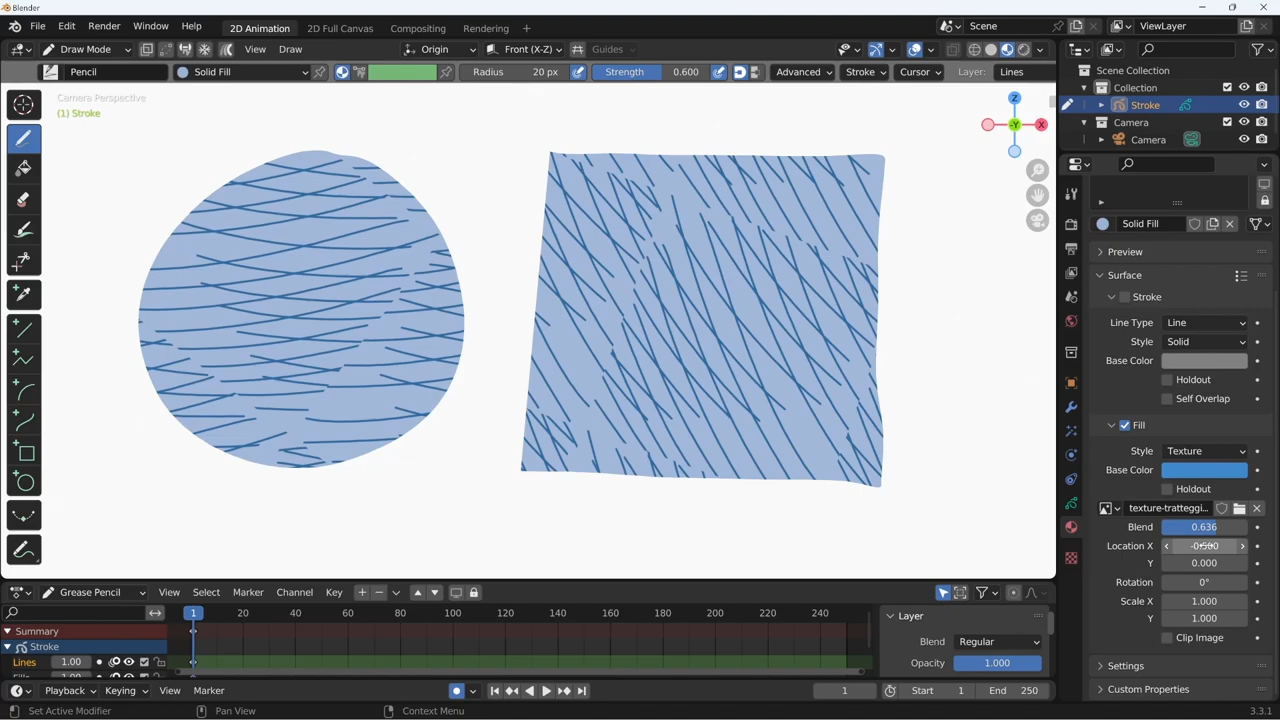 Blender
File Edit Render Window Help 2D Animation 2D Full Canvas Compositing Rendering + Scene ViewLayer
Draw Mode View Draw Origin Front (X-Z) Guides
Pencil Solid Fill Radius 20 px Strength 0.600 Advanced Stroke Cursor Layer: Lines
Camera Perspective
(1) Stroke
Z
-Y X
Scene Collection
Collection
Stroke
Camera
Camera
Solid Fill
Preview
Surface
Stroke
Line Type Line
Style Solid
Base Color
Holdout
Self Overlap
Fill
Style Texture
Base Color
Holdout
texture-tratteggi...
Blend 0.636
Location X
Y 0.000
Rotation 0°
Scale X 1.000
Y 1.000
Clip Image
Settings
Custom Properties
Grease Pencil View Select Marker Channel Key
1 20 40 60 80 100 120 140 160 180 200 220 240
Summary
Stroke
Lines 1.00
Layer
Blend Regular
Opacity 1.000
Playback Keying View Marker 1 Start 1 End 250
Set Active Modifier Pan View Context Menu 3.3.1